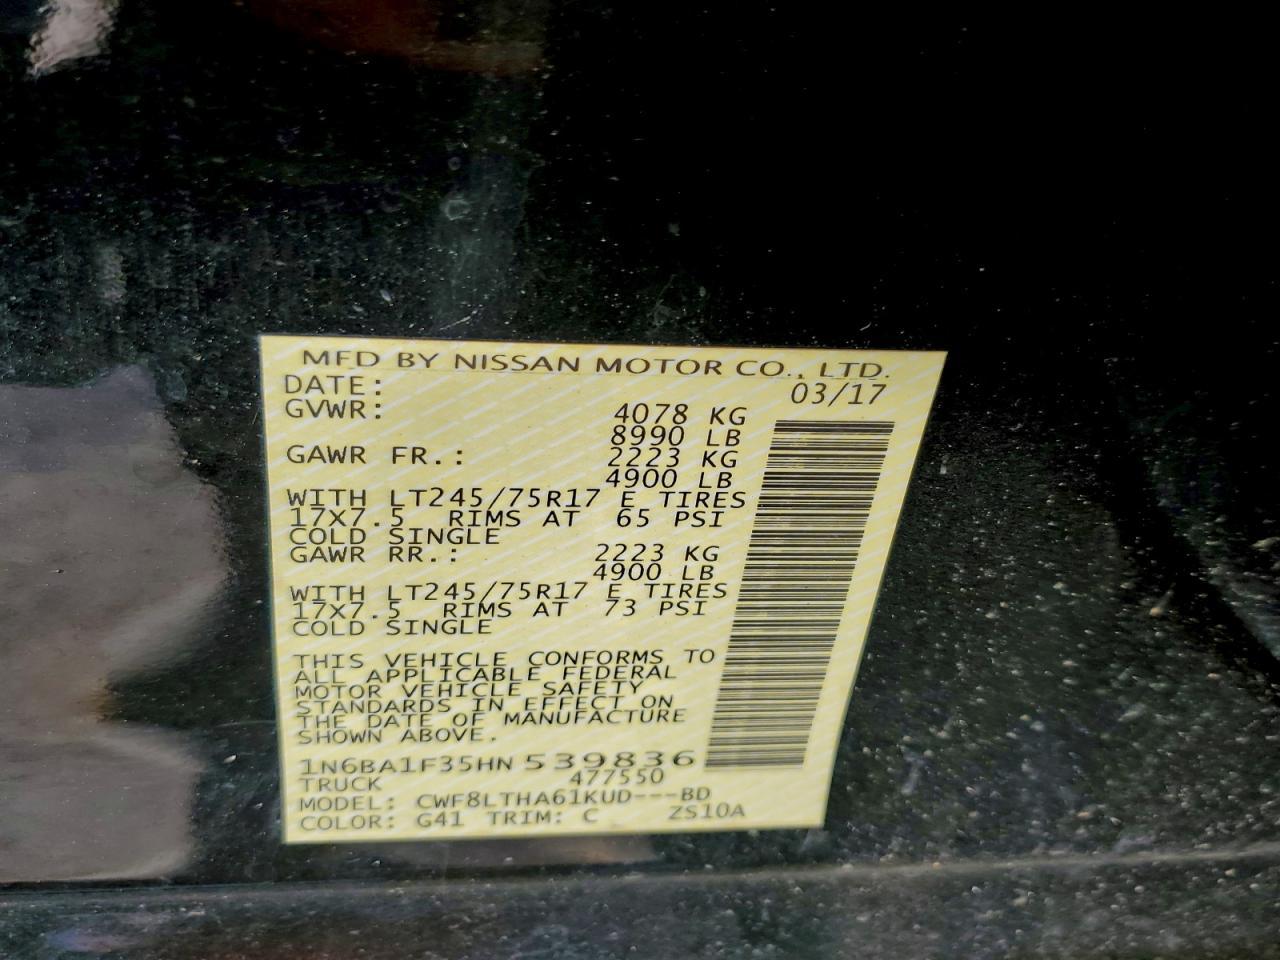 MFD BY NISSAN MOTOR CO., LTD.
DATE: 03/17
GVWR: 4078 KG
8990 LB
GAWR FR.: 2223 KG
4900 LB
WITH LT245/75R17 E TIRES
17X7.5 RIMS AT 65 PSI
COLD SINGLE
GAWR RR.: 2223 KG
4900 LB
WITH LT245/75R17 E TIRES
17X7.5 RIMS AT 73 PSI
COLD SINGLE
THIS VEHICLE CONFORMS TO
ALL APPLICABLE FEDERAL
MOTOR VEHICLE SAFETY
STANDARDS IN EFFECT ON
THE DATE OF MANUFACTURE
SHOWN ABOVE.
1N6BA1F35HN539836
TRUCK 477550
MODEL: CWF8LTHA61KUD---BD
COLOR: G41 TRIM: C ZS10A